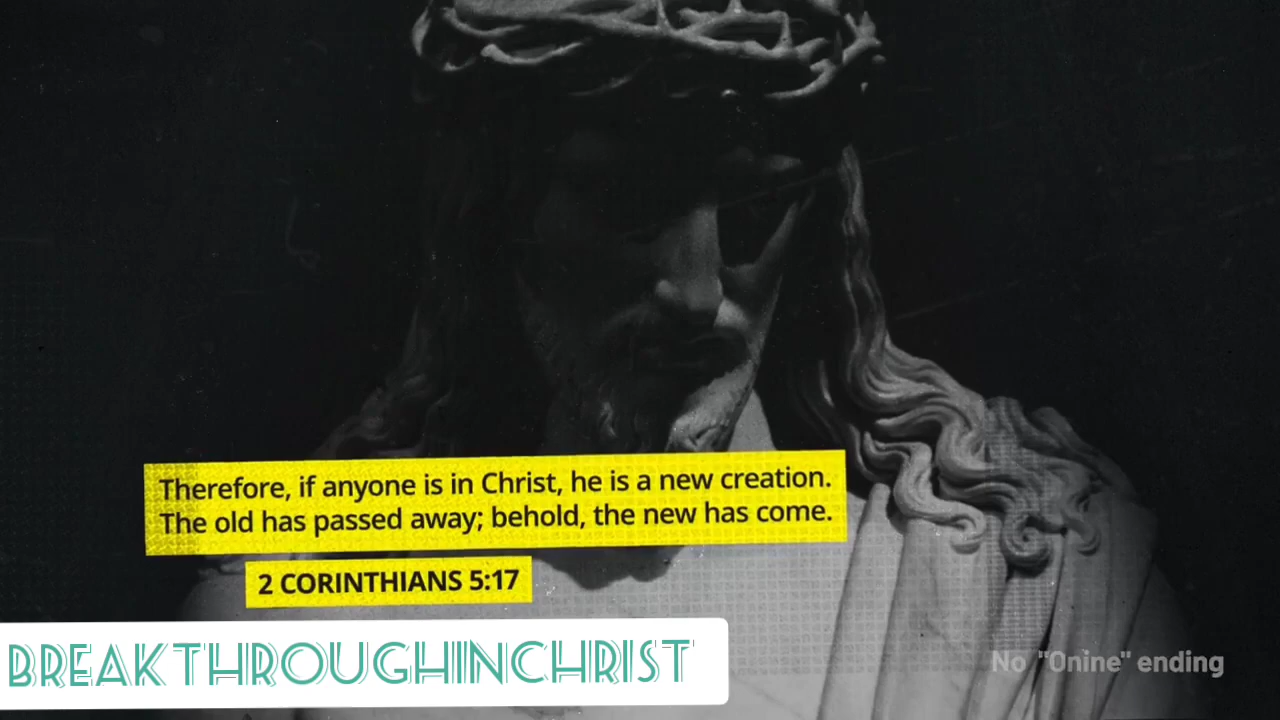 Therefore, if anyone is in Christ, he is a new creation.
The old has passed away; behold, the new has come.
2 CORINTHIANS 5:17
BREAKTHROUGHINCHRIST
No "Onine" ending